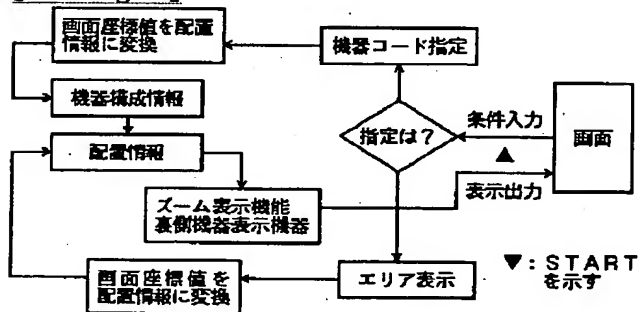 画面座標値を配置
情報に変換
機器コード指定
機器構成情報
条件入力
指定は？
画面
配置情報
▲
表示出力
ズーム表示機能
裏側機器表示機器
▼：START
を示す
画面座標値を
配置情報に変換
エリア表示